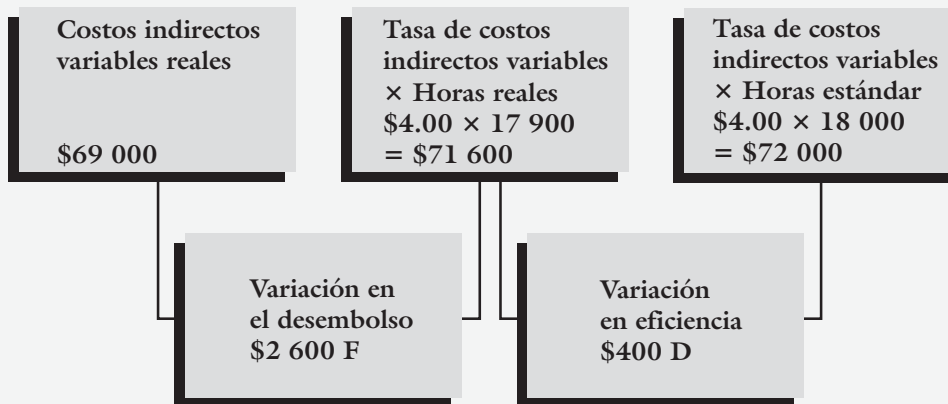 Costos indirectos
variables reales
$69 000
Tasa de costos
indirectos variables
× Horas reales
$4.00 × 17 900
= $71 600
Tasa de costos
indirectos variables
× Horas estándar
$4.00 × 18 000
= $72 000
Variación en
el desembolso
$2 600 F
Variación
en eficiencia
$400 D